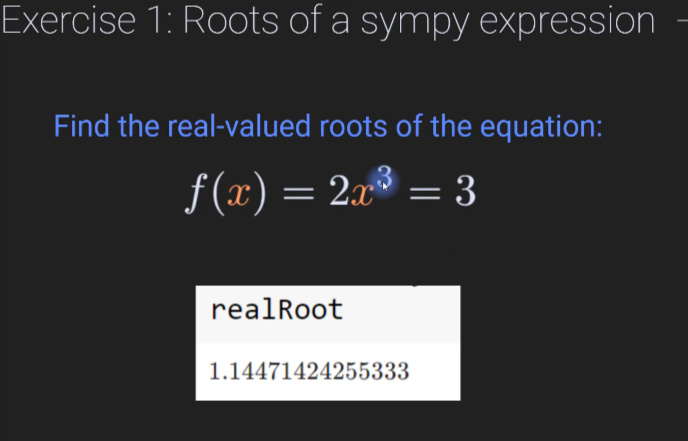 Exercise 1: Roots of a sympy expression -
Find the real-valued roots of the equation:
f(x) = 2x³ = 3
realRoot
1.14471424255333